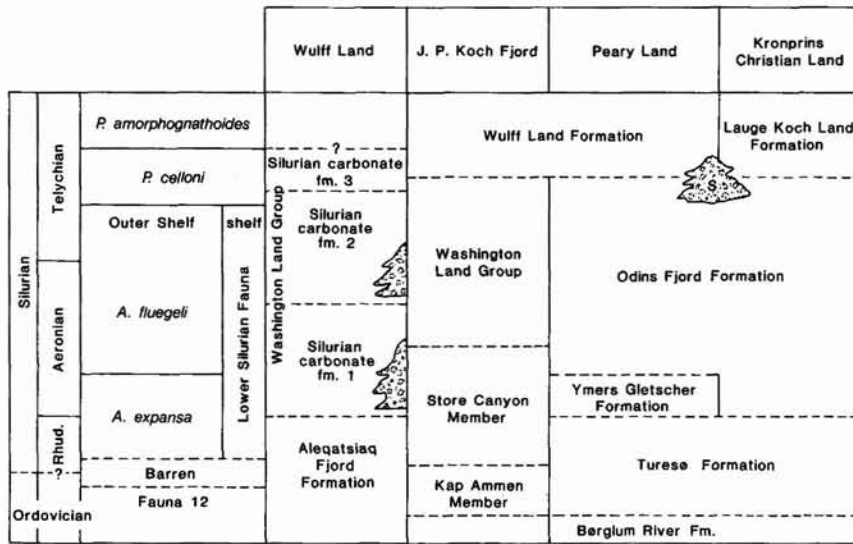 Wulff Land
J. P. Koch Fjord
Peary Land
Kronprins
Christian Land
Silurian
Ordovician
Telychian
Aeronian
Rhud.
?
P. amorphognathoides
P. celloni
Outer Shelf
shelf
A. fluegeli
A. expansa
Lower Silurian Fauna
Barren
Fauna 12
Washington Land Group
?
Silurian carbonate
fm. 3
Silurian
carbonate
fm. 2
Silurian
carbonate
fm. 1
Aleqatsiaq
Fjord
Formation
Wulff Land Formation
Washington
Land Group
Store Canyon
Member
Kap Ammen
Member
Lauge Koch Land
Formation
S
Odins Fjord Formation
Ymers Gletscher
Formation
Turesø Formation
Børglum River Fm.